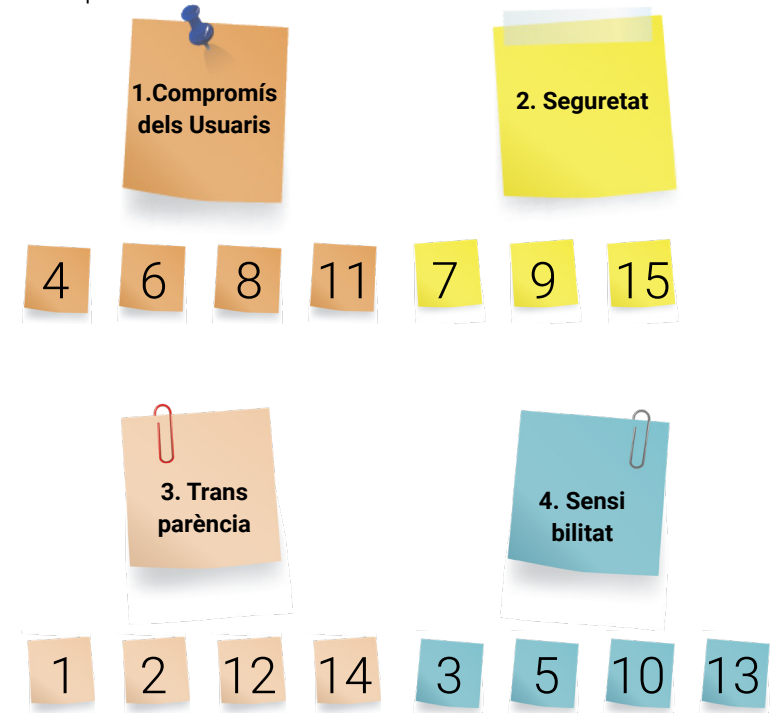 1.Compromís
dels Usuaris
2. Seguretat
4 6 8 11 7 9 15
3. Trans
parència
4. Sensi
bilitat
1 2 12 14 3 5 10 13